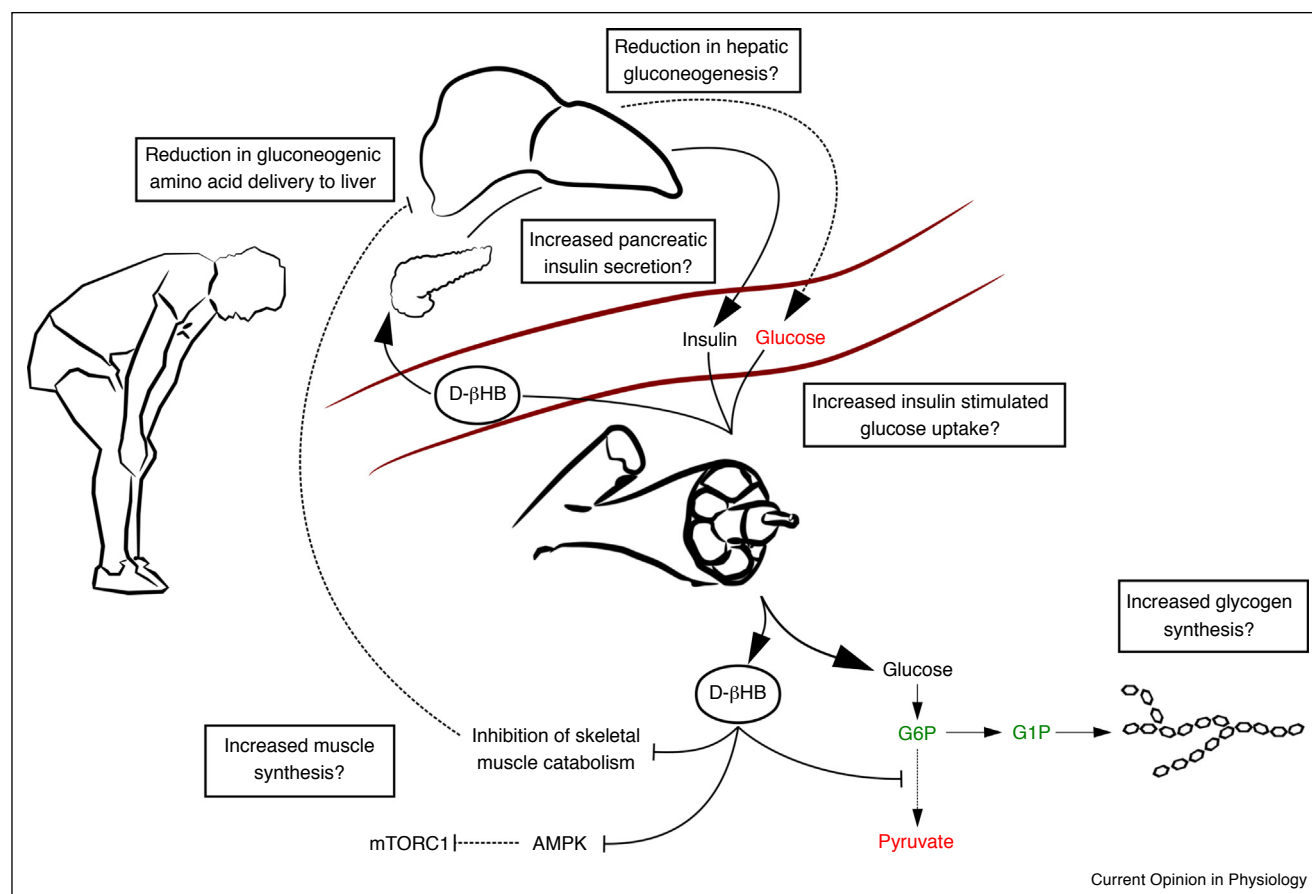 Reduction in hepatic
gluconeogenesis?
Reduction in gluconeogenic
amino acid delivery to liver
Increased pancreatic
insulin secretion?
Insulin
Glucose
D-βHB
Increased insulin stimulated
glucose uptake?
Increased glycogen
synthesis?
Glucose
D-βHB
G6P
G1P
Increased muscle
synthesis?
Inhibition of skeletal
muscle catabolism
mTORC1
AMPK
Pyruvate
Current Opinion in Physiology